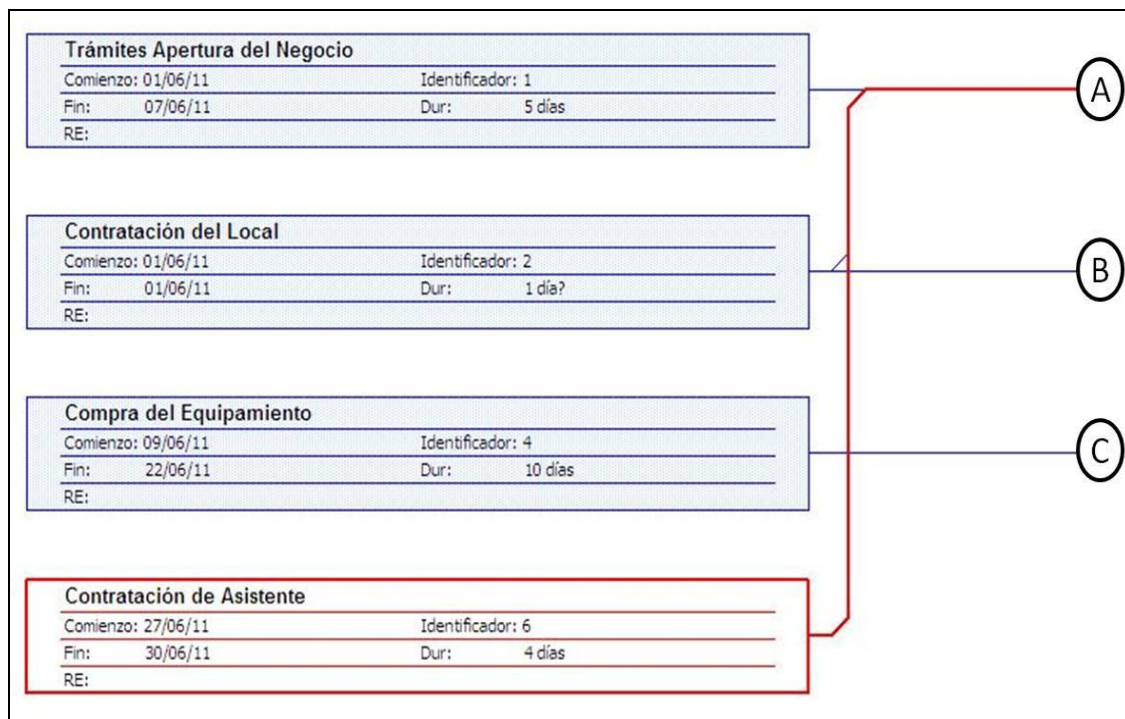 Trámites Apertura del Negocio
Comienzo: 01/06/11 Identificador: 1
Fin: 07/06/11 Dur: 5 días
RE:
A
Contratación del Local
Comienzo: 01/06/11 Identificador: 2
Fin: 01/06/11 Dur: 1 día?
RE:
B
Compra del Equipamiento
Comienzo: 09/06/11 Identificador: 4
Fin: 22/06/11 Dur: 10 días
RE:
C
Contratación de Asistente
Comienzo: 27/06/11 Identificador: 6
Fin: 30/06/11 Dur: 4 días
RE: